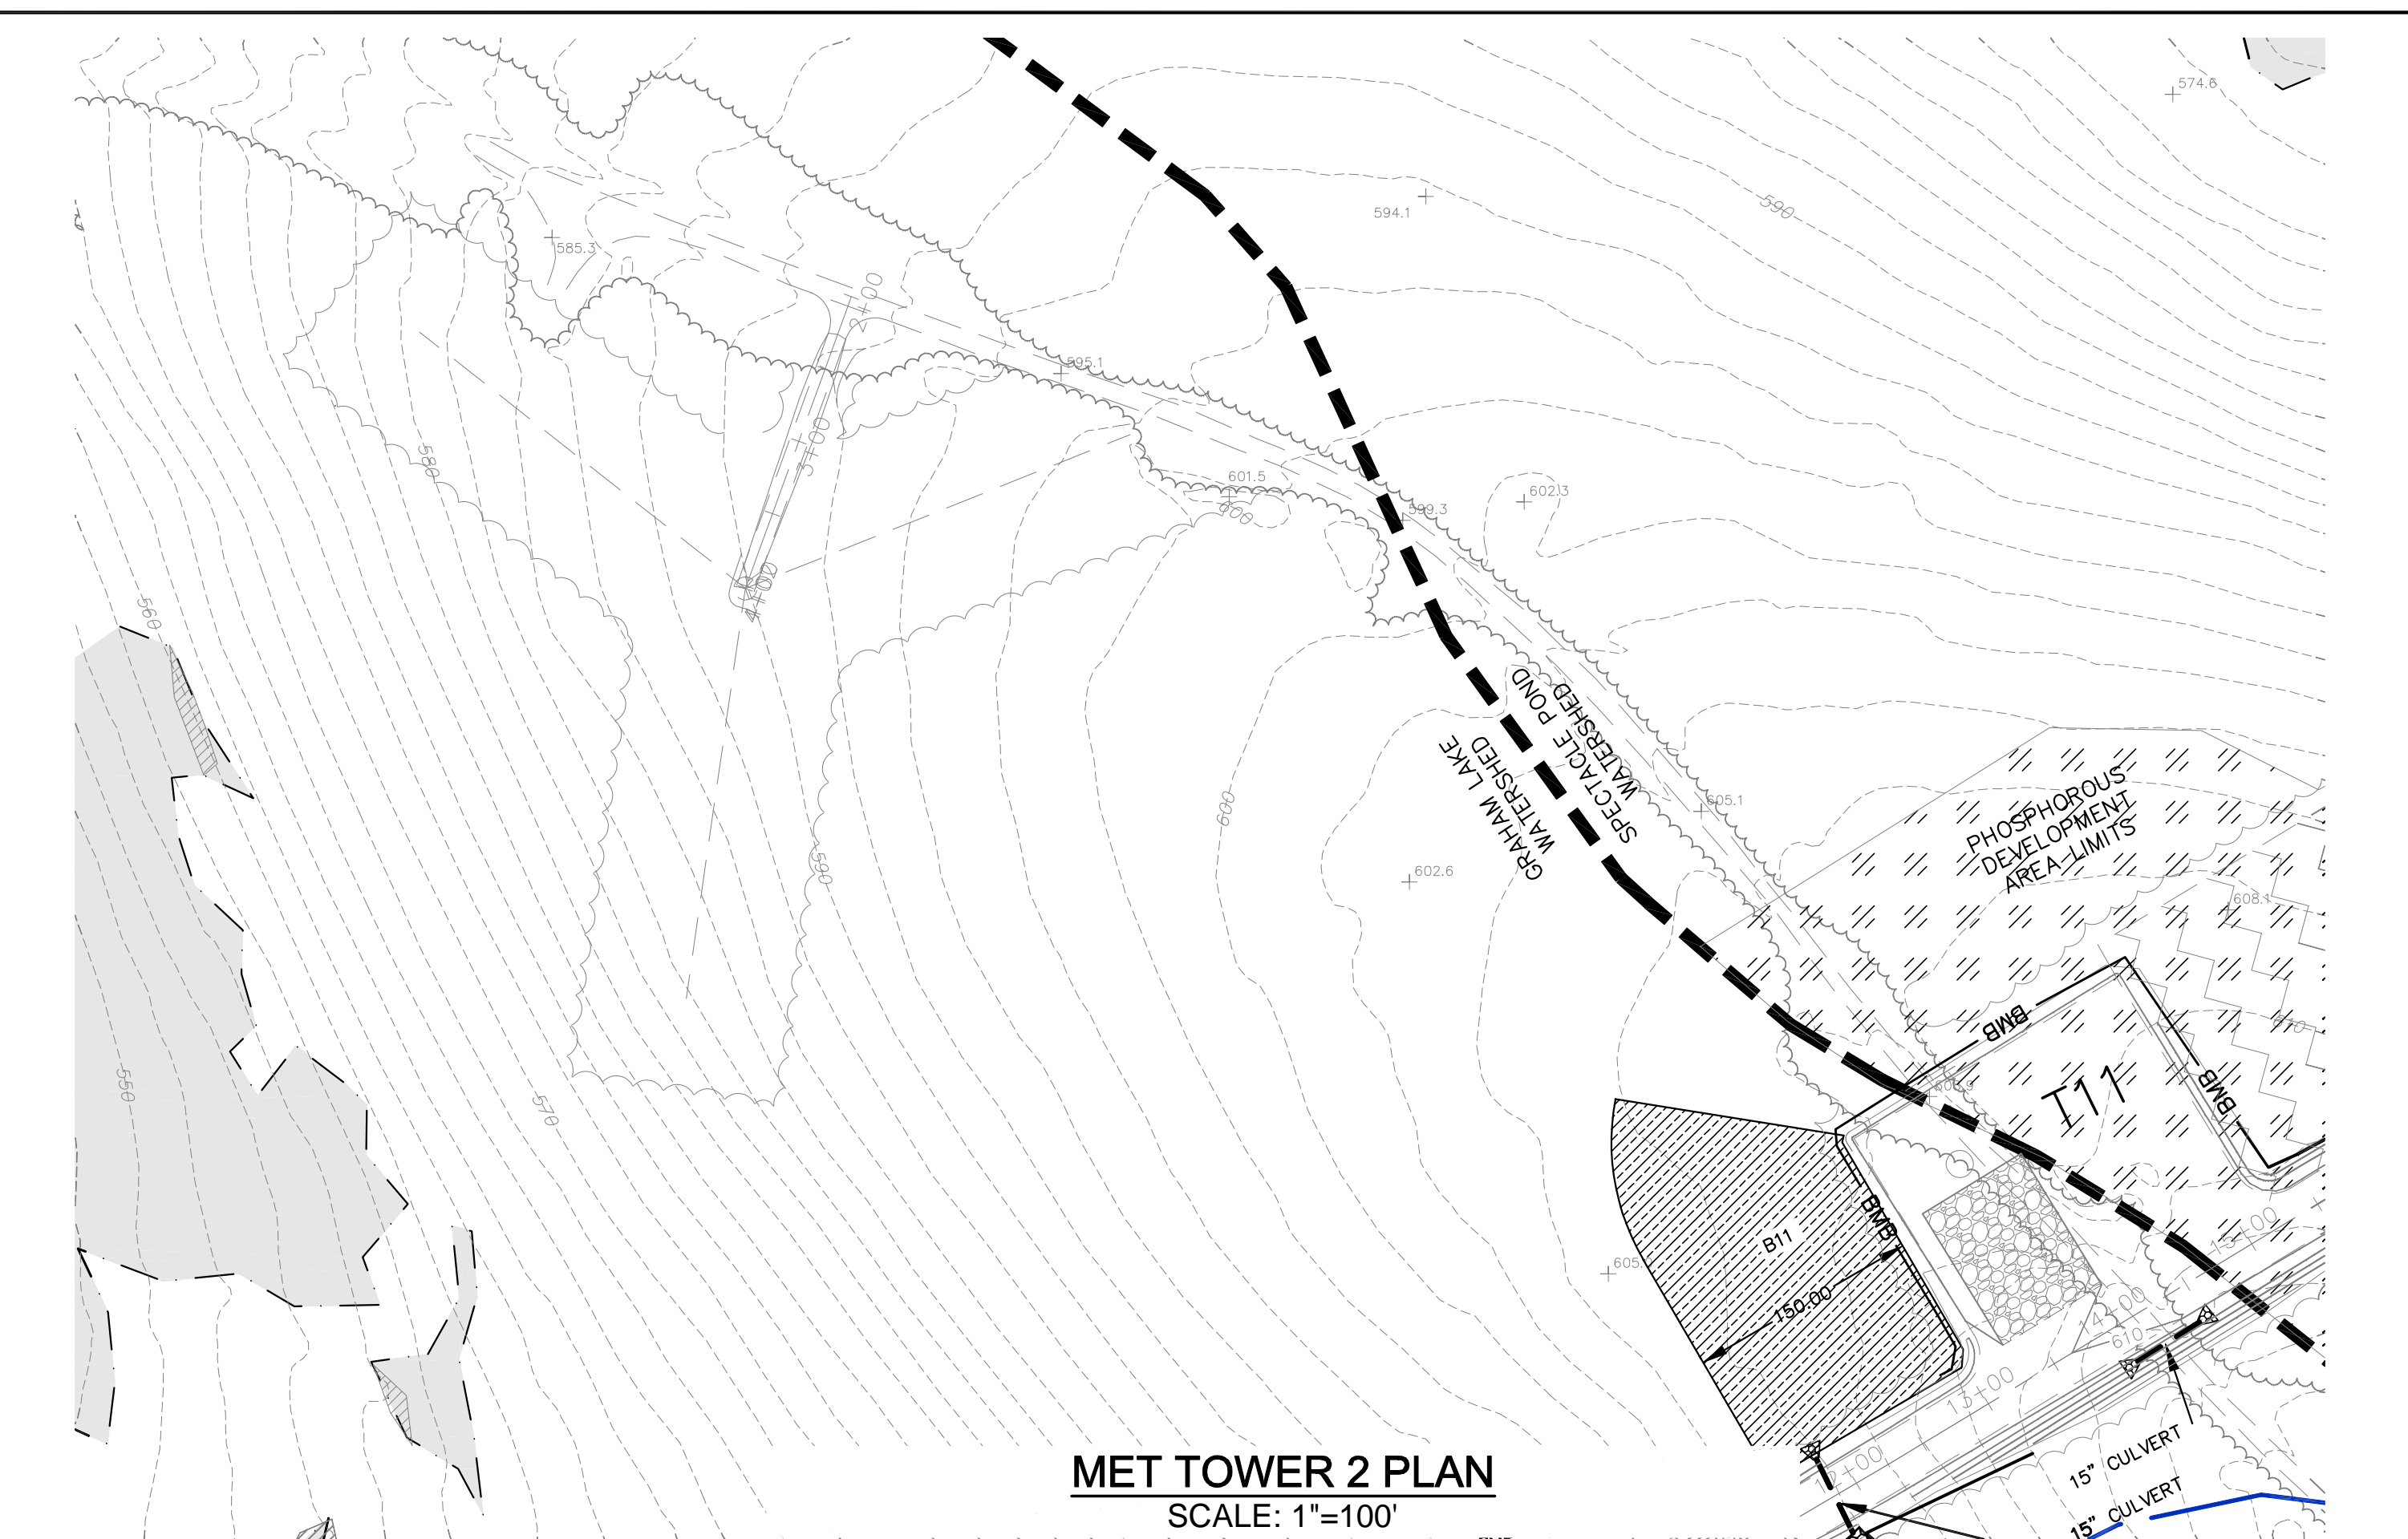 574.6
590
594.1
585.3
2+00
595.1
3+00
580
601.5
600
602.3
599.3
4+00
560
SPECTACLE POND
WATERSHED
GRAHAM LAKE
WATERSHED
600
605.1
PHOSPHOROUS
DEVELOPMENT
AREA LIMITS
590
602.6
608.1
BMB
T11
BMB
550
570
BMB
B11
150.00
605.
15+00
14+00
610
13+00
15" CULVERT
15" CULVERT
MET TOWER 2 PLAN
SCALE: 1"=100'